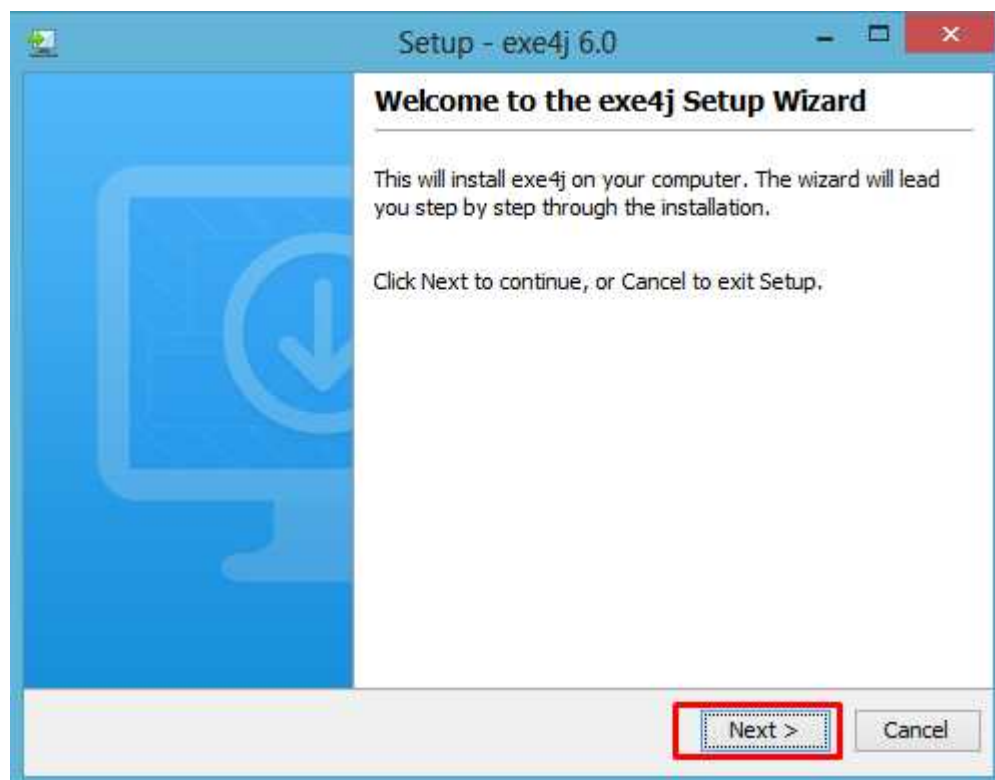 Setup - exe4j 6.0
Welcome to the exe4j Setup Wizard
This will install exe4j on your computer. The wizard will lead
you step by step through the installation.
Click Next to continue, or Cancel to exit Setup.
Next >
Cancel